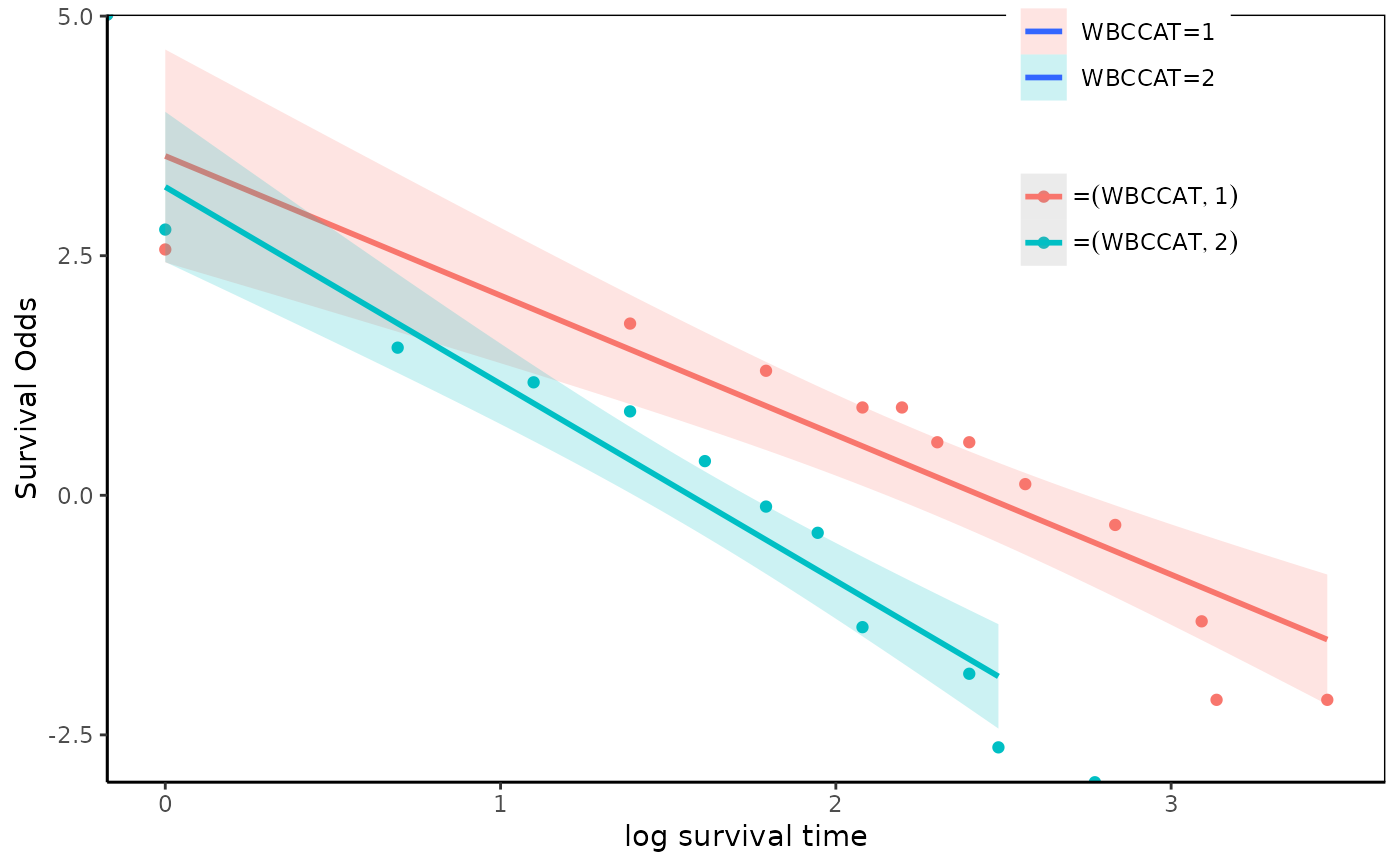 5.0
2.5
0.0
-2.5
Survival Odds
0
1
2
3
log survival time
WBCCAT=1
WBCCAT=2
=(WBCCAT, 1)
=(WBCCAT, 2)